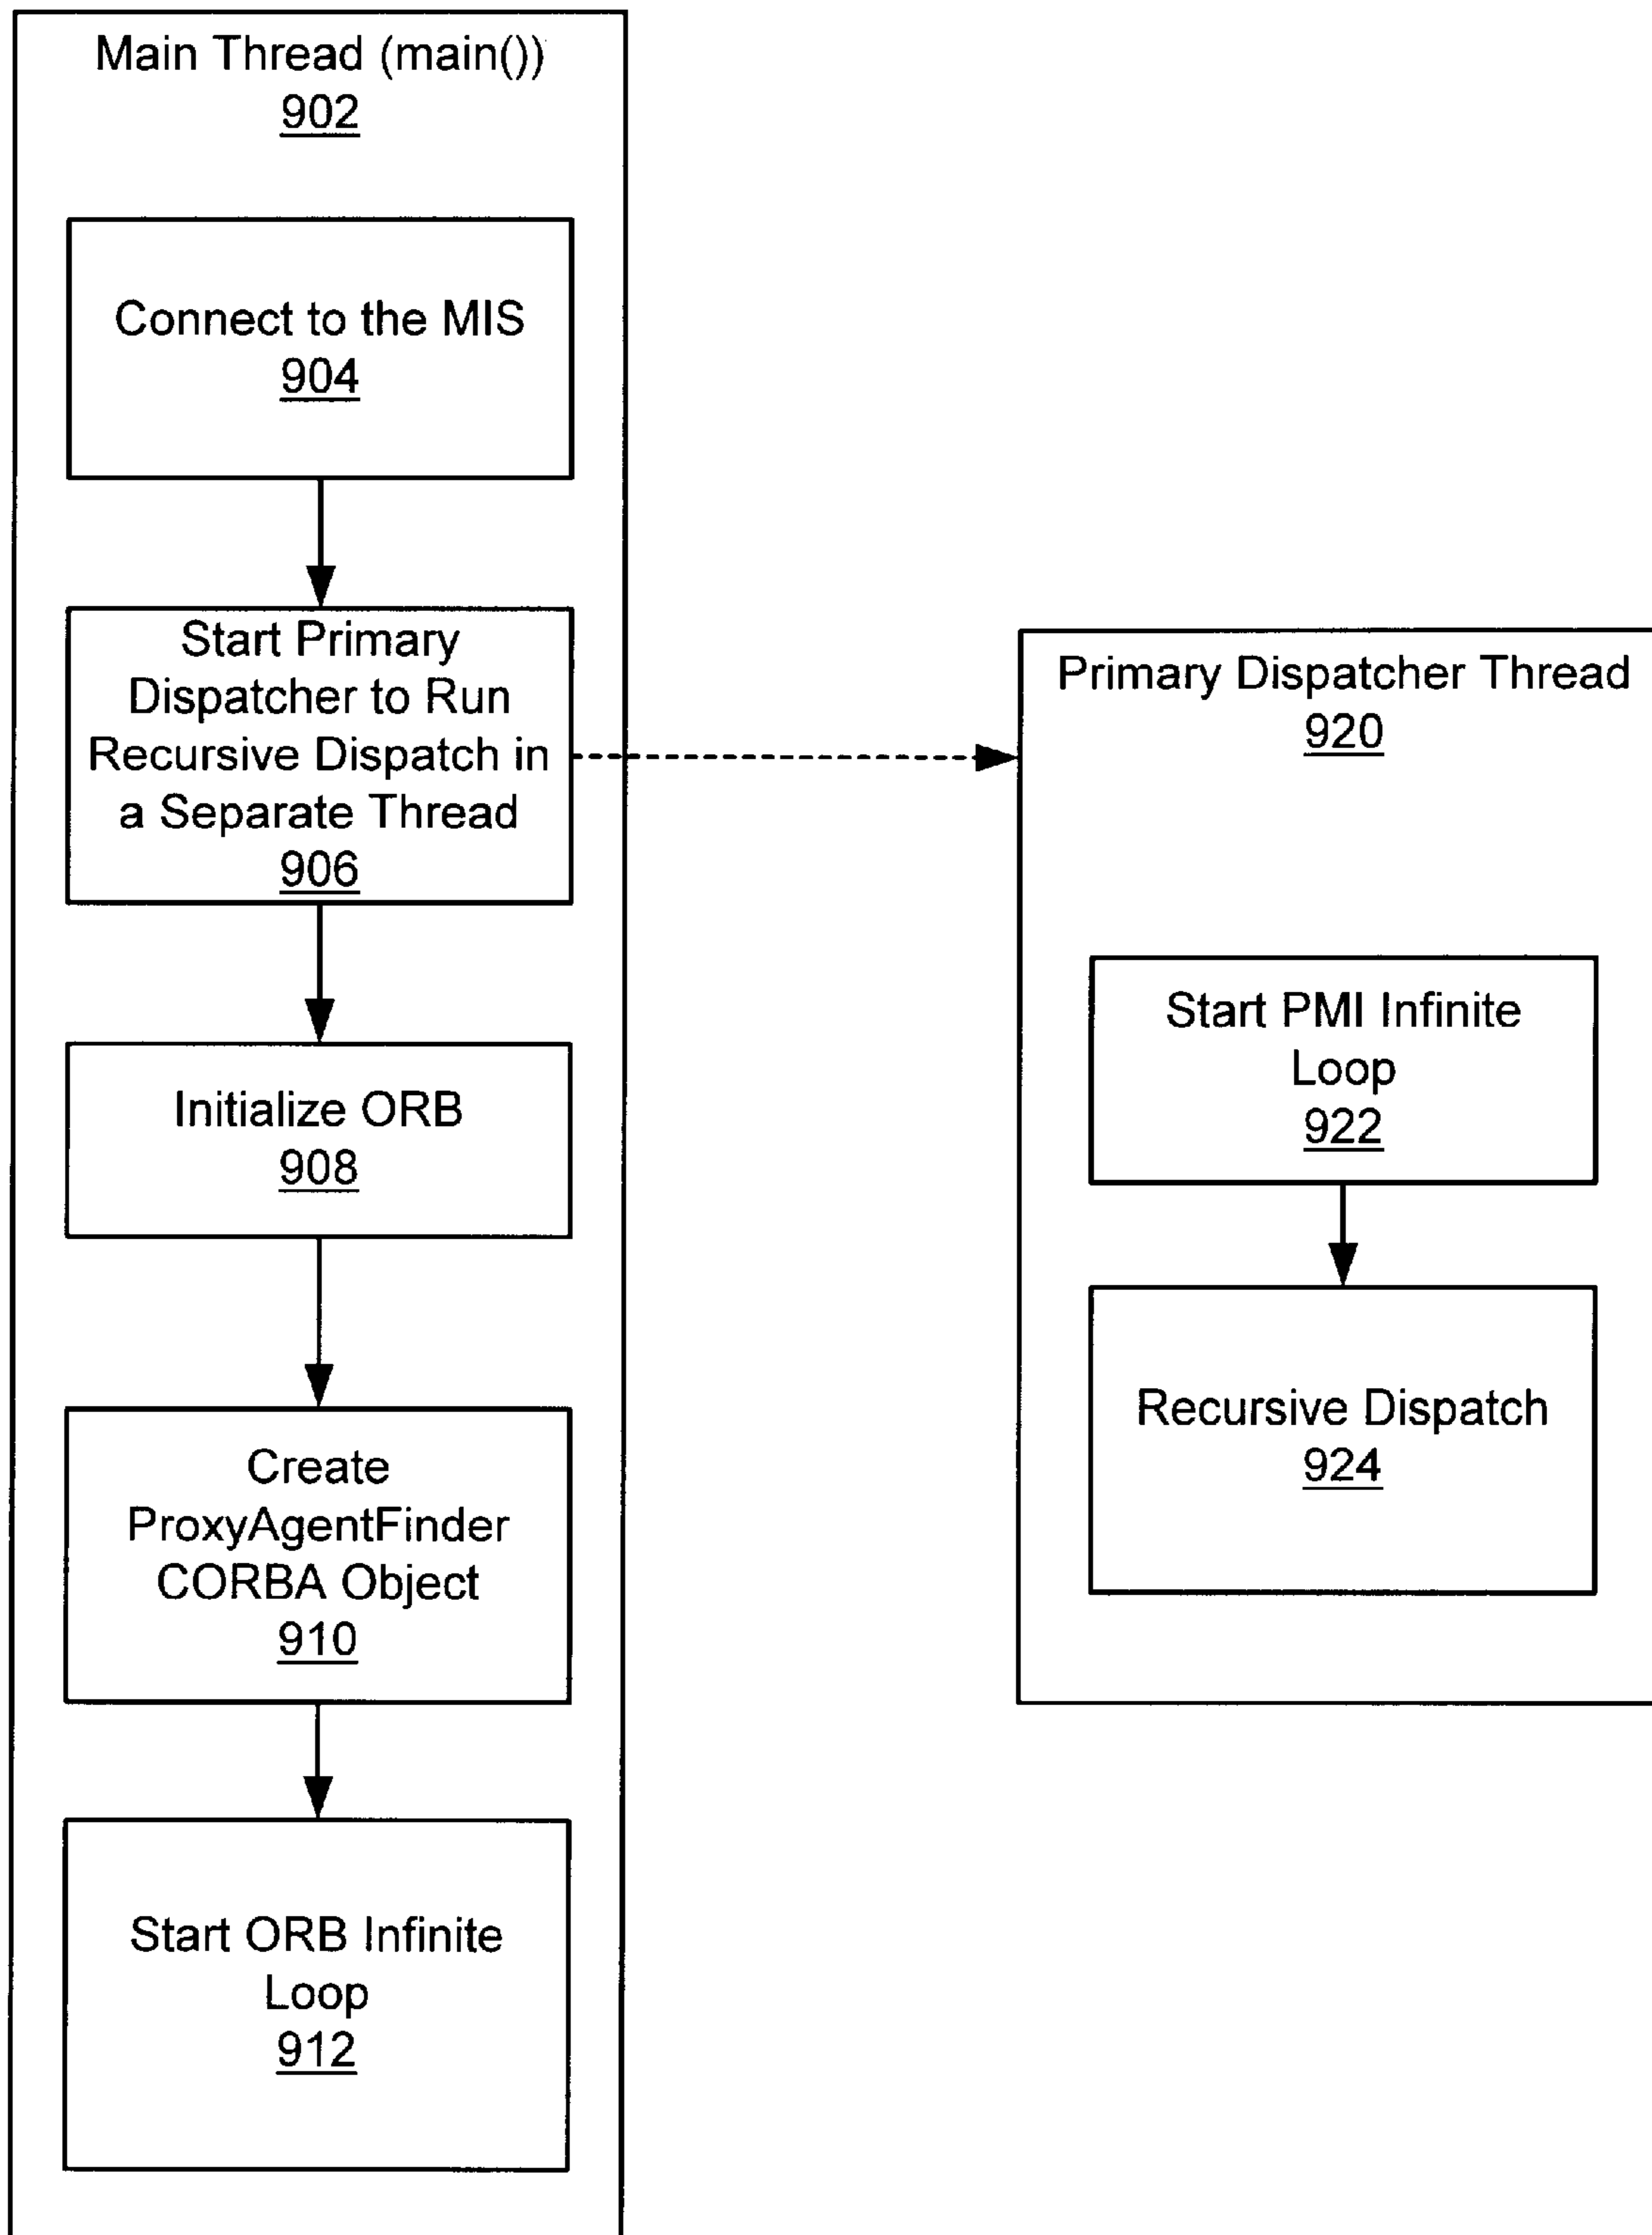 Main Thread (main())
902
Connect to the MIS
904
Start Primary
Dispatcher to Run
Recursive Dispatch in
a Separate Thread
906
Initialize ORB
908
Create
ProxyAgentFinder
CORBA Object
910
Start ORB Infinite
Loop
912
Primary Dispatcher Thread
920
Start PMI Infinite
Loop
922
Recursive Dispatch
924